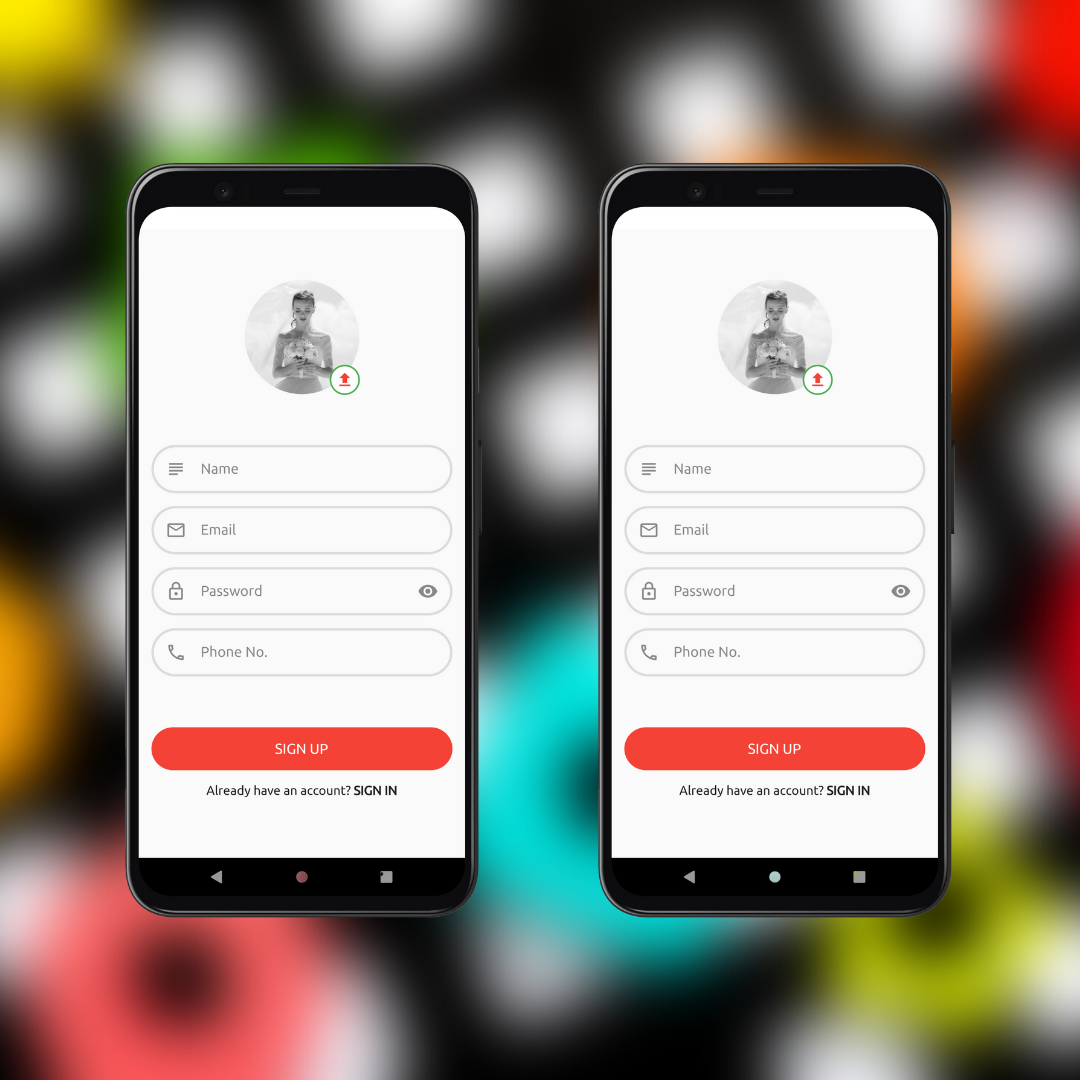 Name
Email
Password
Phone No.
SIGN UP
Already have an account? SIGN IN
Name
Email
Password
Phone No.
SIGN UP
Already have an account? SIGN IN